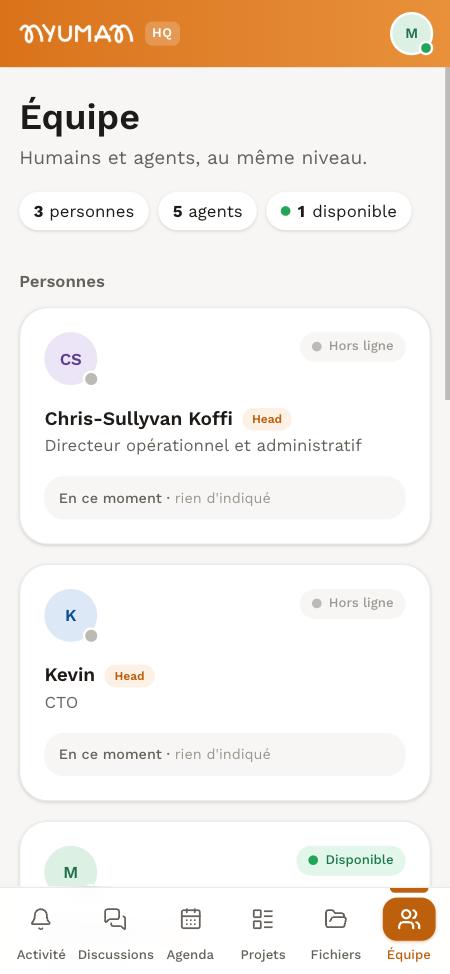 NYUMAN HQ M
Équipe
Humains et agents, au même niveau.
3 personnes 5 agents 1 disponible
Personnes
CS Hors ligne
Chris-Sullyvan Koffi Head
Directeur opérationnel et administratif
En ce moment · rien d'indiqué
K Hors ligne
Kevin Head
CTO
En ce moment · rien d'indiqué
M Disponible
Activité Discussions Agenda Projets Fichiers Équipe